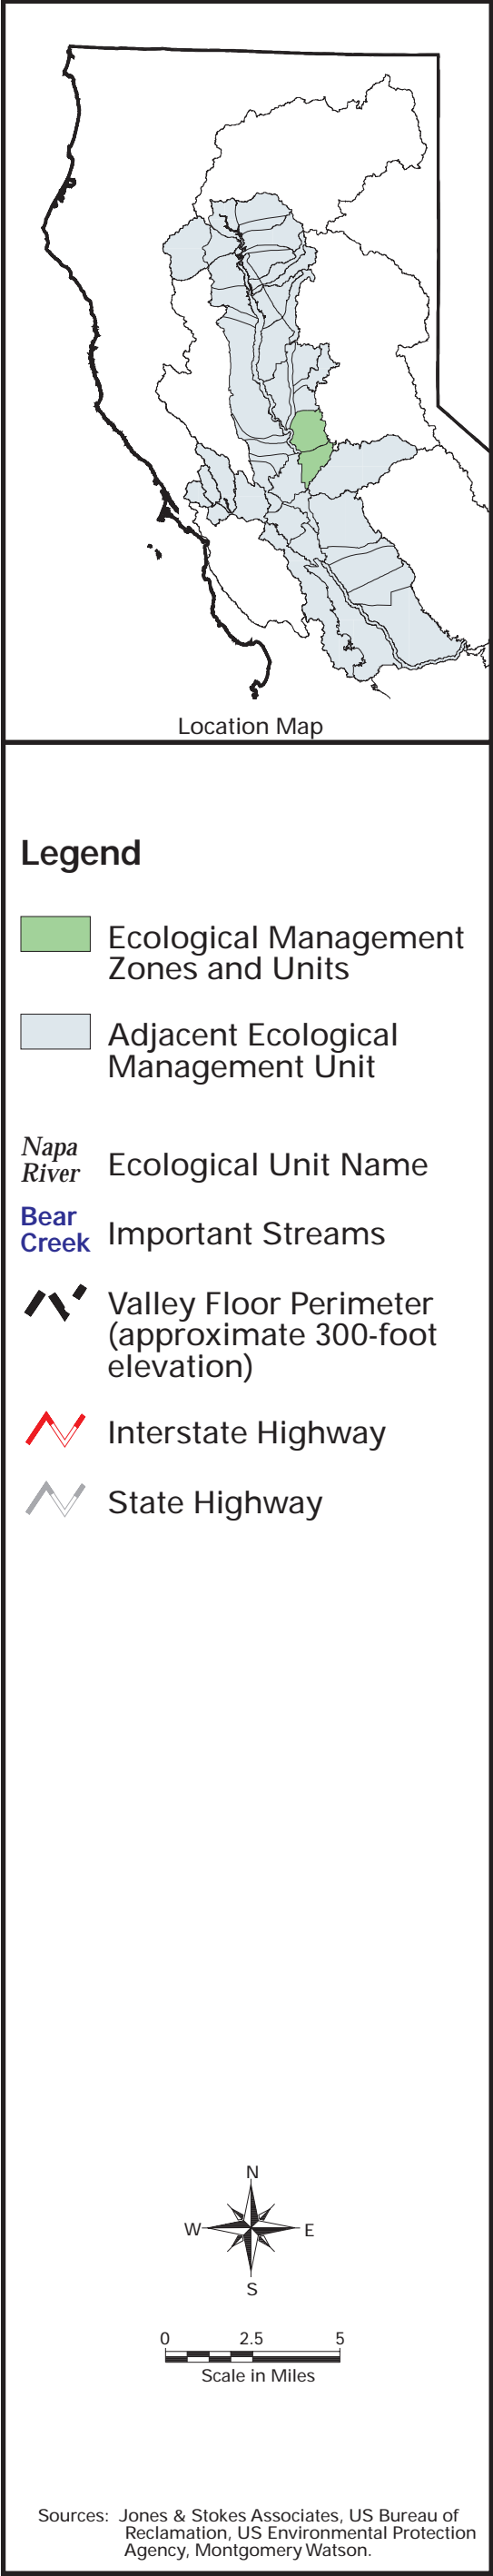 Location Map
Legend
Ecological Management
Zones and Units
Adjacent Ecological
Management Unit
Napa
River
Ecological Unit Name
Bear
Creek
Important Streams
Valley Floor Perimeter
(approximate 300-foot
elevation)
Interstate Highway
State Highway
N
W E
S
0 2.5 5
Scale in Miles
Sources: Jones & Stokes Associates, US Bureau of
Reclamation, US Environmental Protection
Agency, Montgomery Watson.